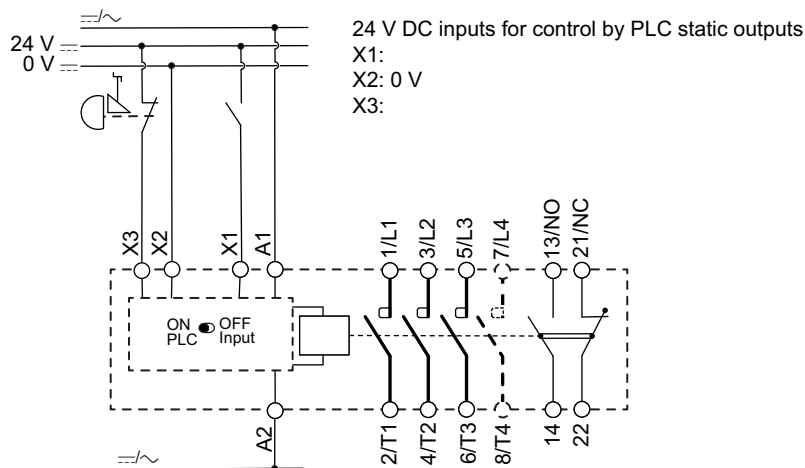 24 V DC inputs for control by PLC static outputs
24 V
X1:
0 V
X2: 0 V
X3:
X3 X2 X1 A1 1/L1 3/L2 5/L3 7/L4 13/NO 21/NC
ON OFF
PLC Input
A2 2/T1 4/T2 6/T3 8/T4 14 22